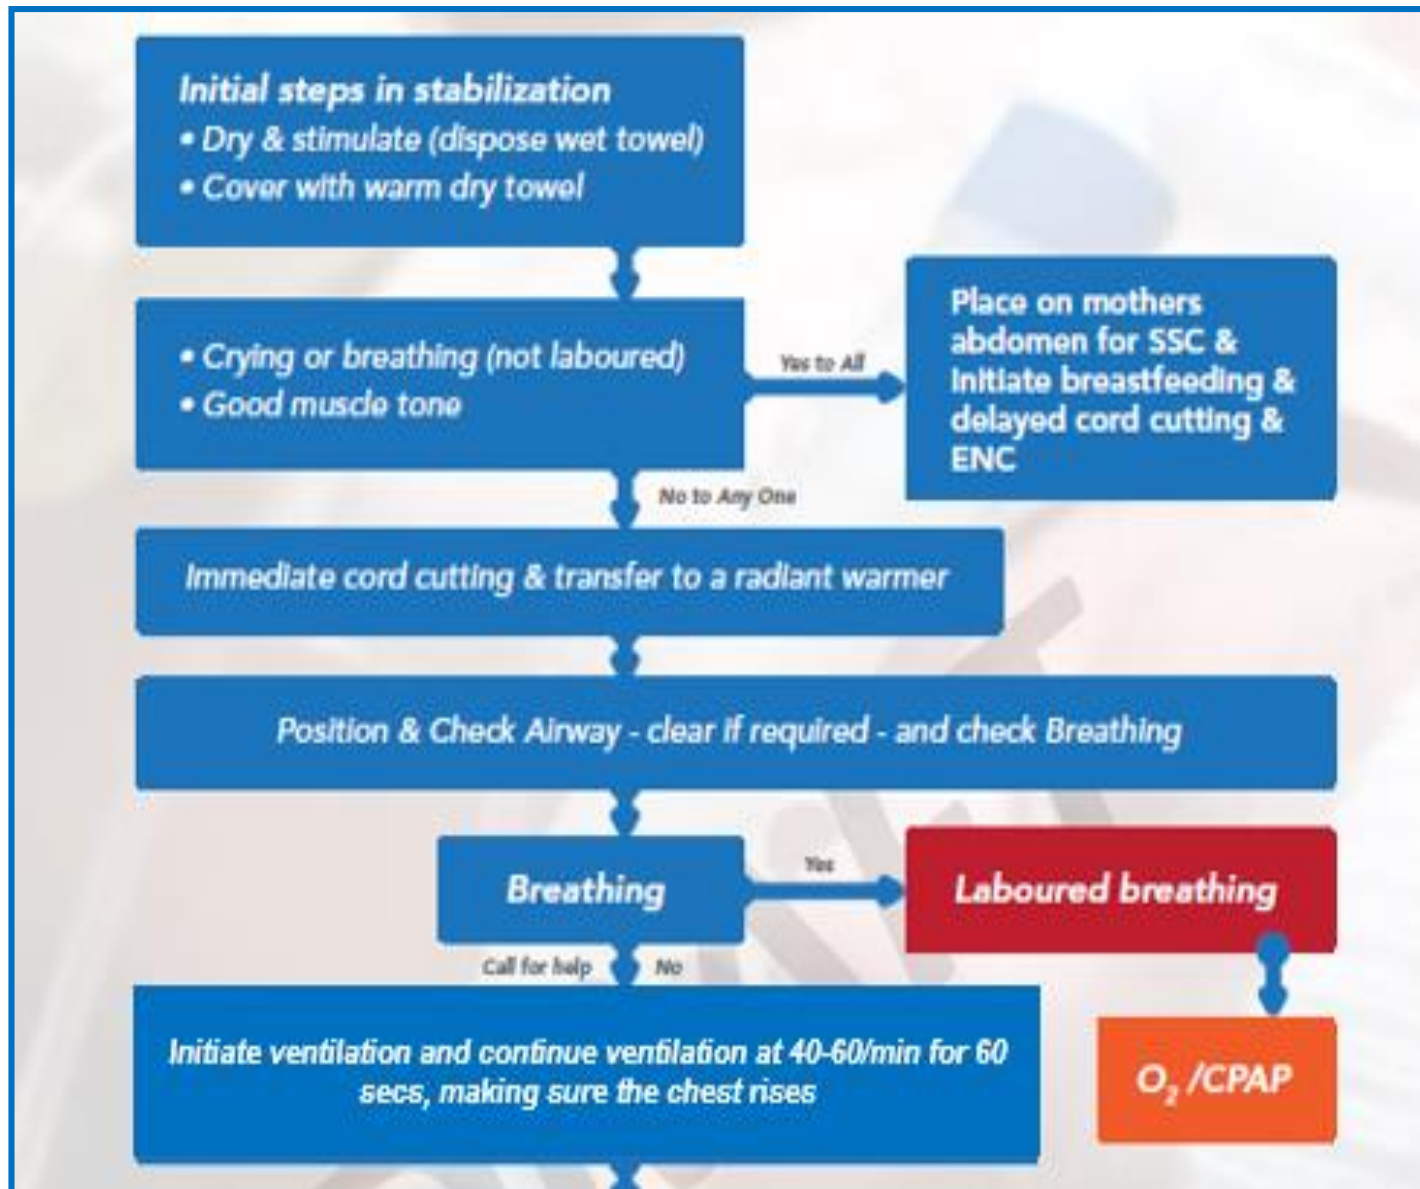 Initial steps in stabilization
• Dry & stimulate (dispose wet towel)
• Cover with warm dry towel
• Crying or breathing (not laboured)
• Good muscle tone
Yes to All
Place on mothers
abdomen for SSC &
Initiate breastfeeding &
delayed cord cutting &
ENC
No to Any One
Immediate cord cutting & transfer to a radiant warmer
Position & Check Airway - clear if required - and check Breathing
Breathing
Yes
Laboured breathing
Call for help
No
Initiate ventilation and continue ventilation at 40-60/min for 60
secs, making sure the chest rises
O₂ /CPAP